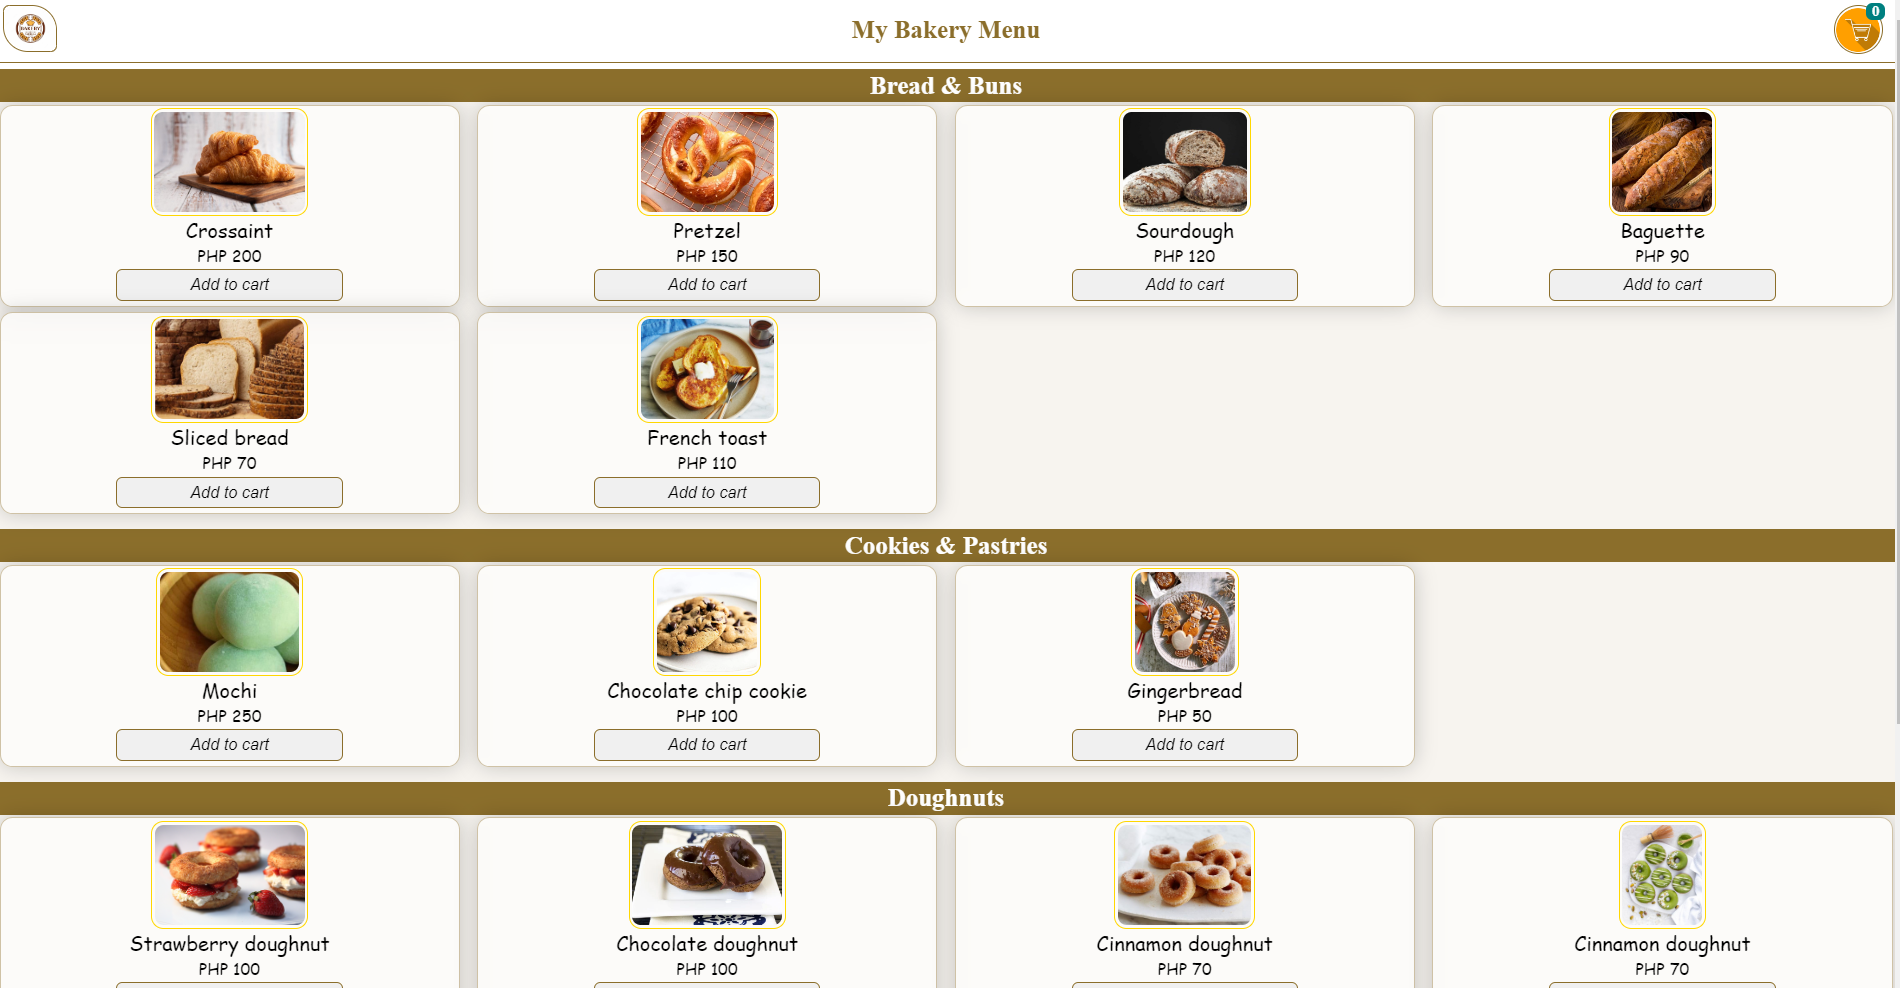 BAKERY
My Bakery Menu
0
Bread & Buns
Crossaint
PHP 200
Add to cart
Pretzel
PHP 150
Add to cart
Sourdough
PHP 120
Add to cart
Baguette
PHP 90
Add to cart
Sliced bread
PHP 70
Add to cart
French toast
PHP 110
Add to cart
Cookies & Pastries
Mochi
PHP 250
Add to cart
Chocolate chip cookie
PHP 100
Add to cart
Gingerbread
PHP 50
Add to cart
Doughnuts
Strawberry doughnut
PHP 100
Chocolate doughnut
PHP 100
Cinnamon doughnut
PHP 70
Cinnamon doughnut
PHP 70